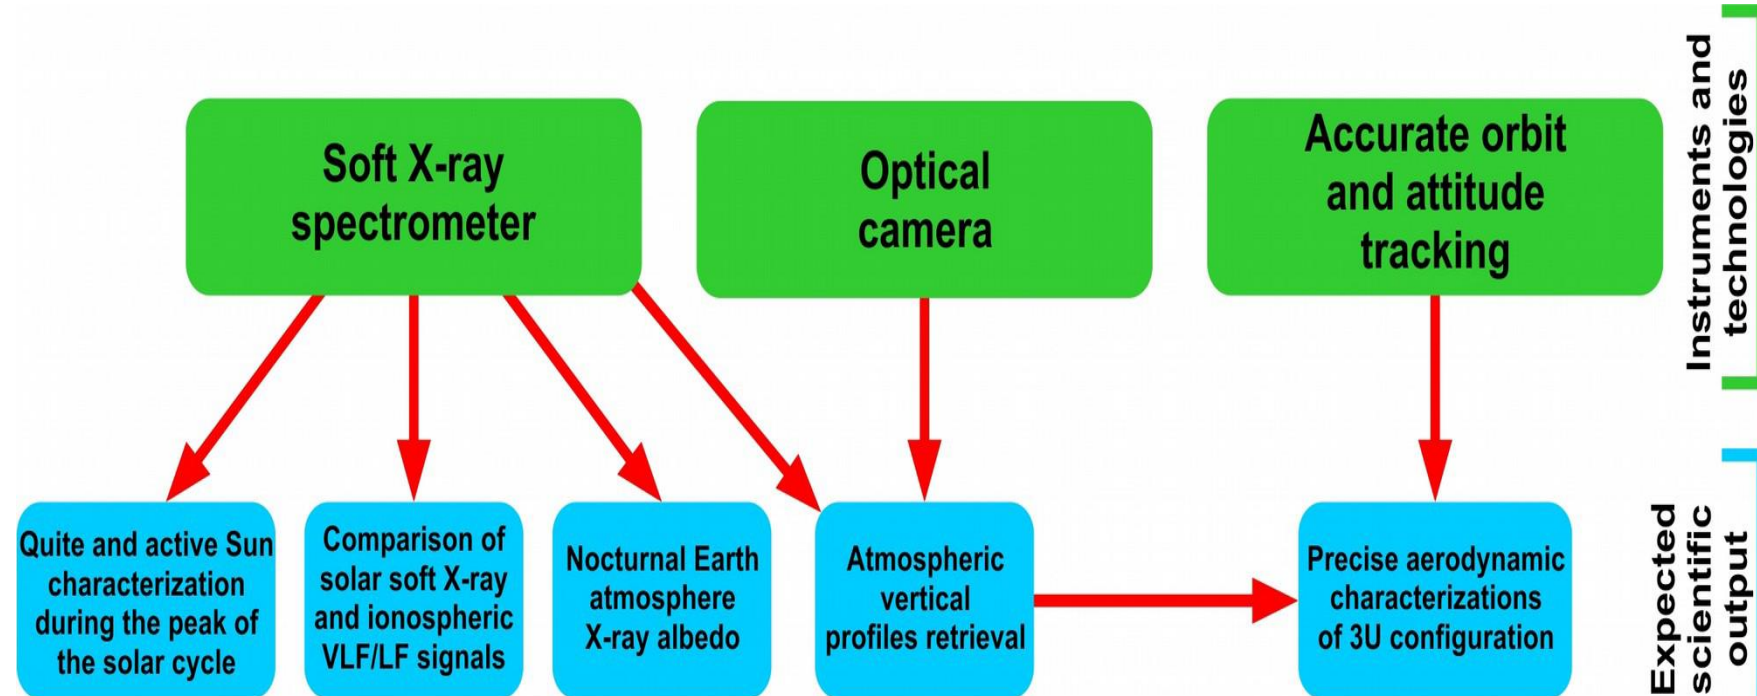 Soft X-ray
spectrometer
Optical
camera
Accurate orbit
and attitude
tracking
Instruments and
technologies
Quite and active Sun
characterization
during the peak of
the solar cycle
Comparison of
solar soft X-ray
and ionospheric
VLF/LF signals
Nocturnal Earth
atmosphere
X-ray albedo
Atmospheric
vertical
profiles retrieval
Precise aerodynamic
characterizations
of 3U configuration
Expected
scientific
output